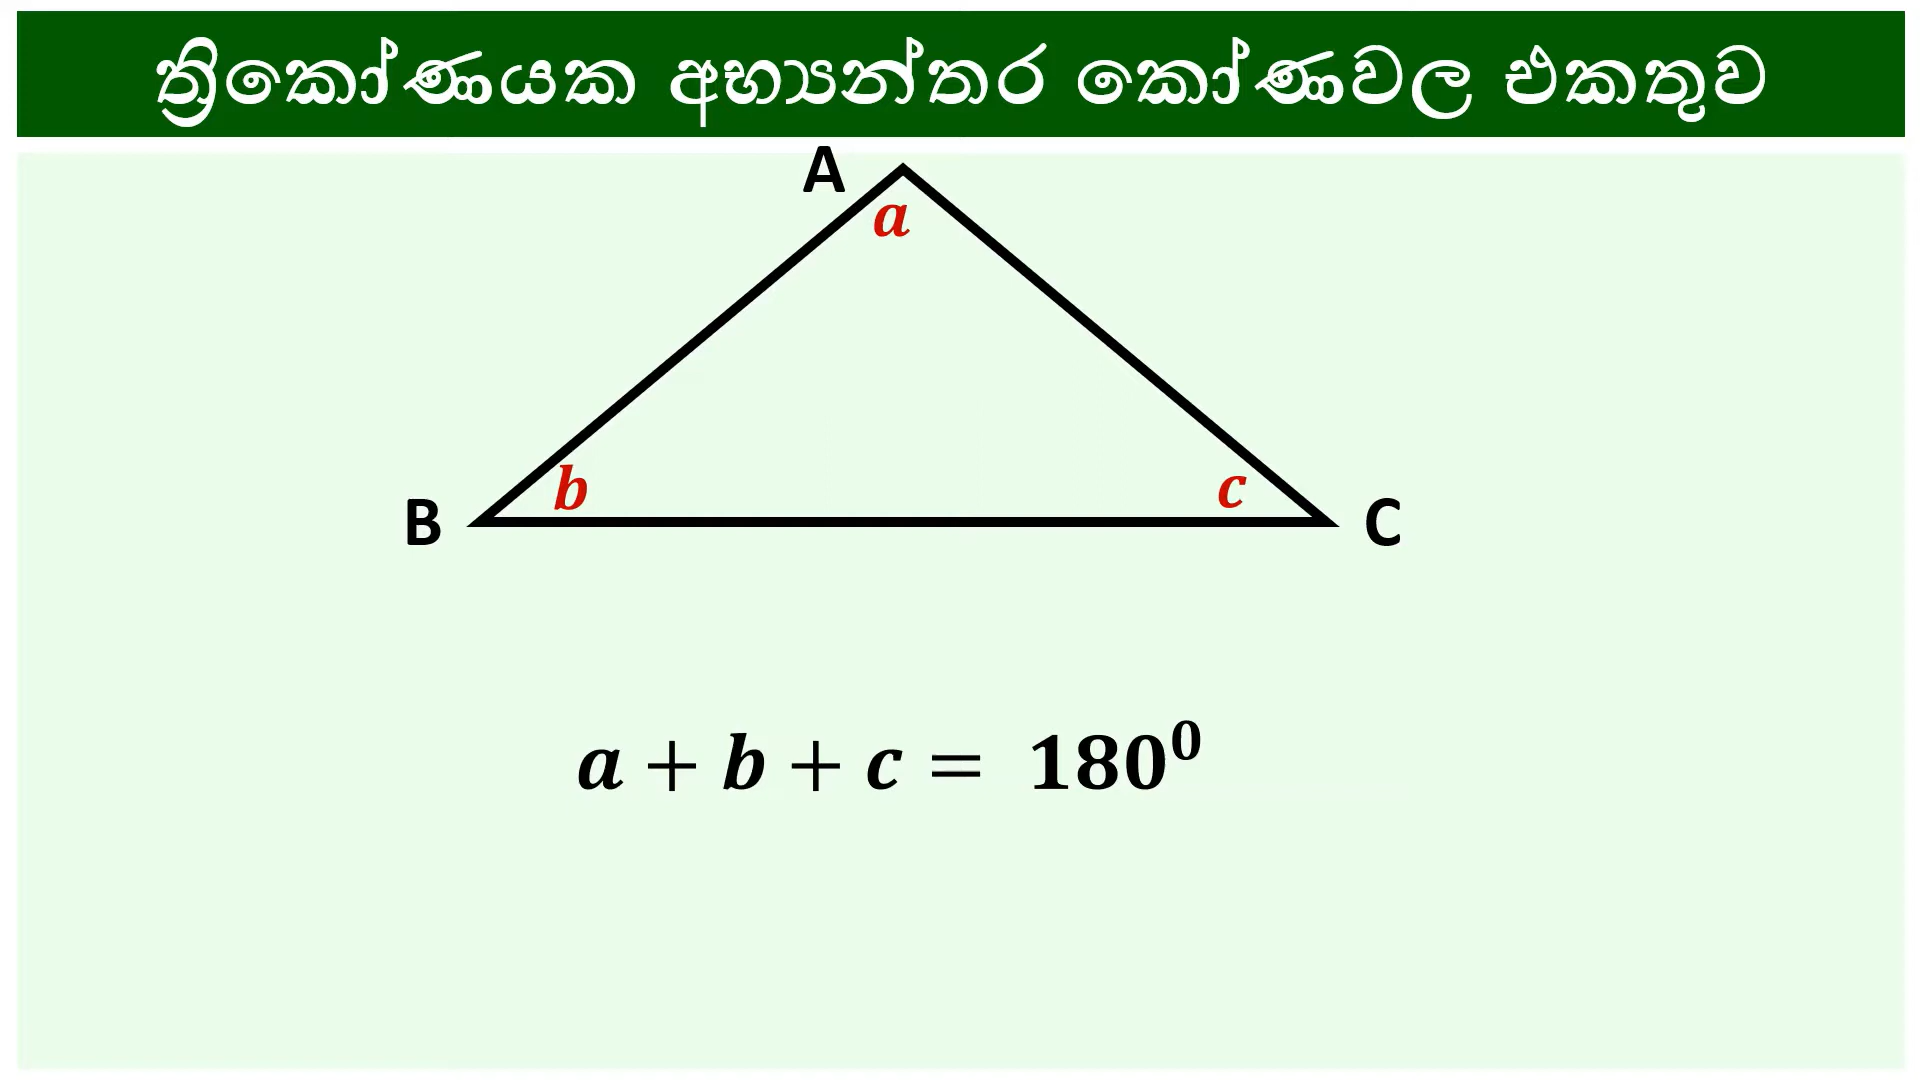 ත්‍රිකෝණයක අභ්‍යන්තර කෝණවල එකතුව
A
a
b
c
B
C
a + b + c = 180⁰